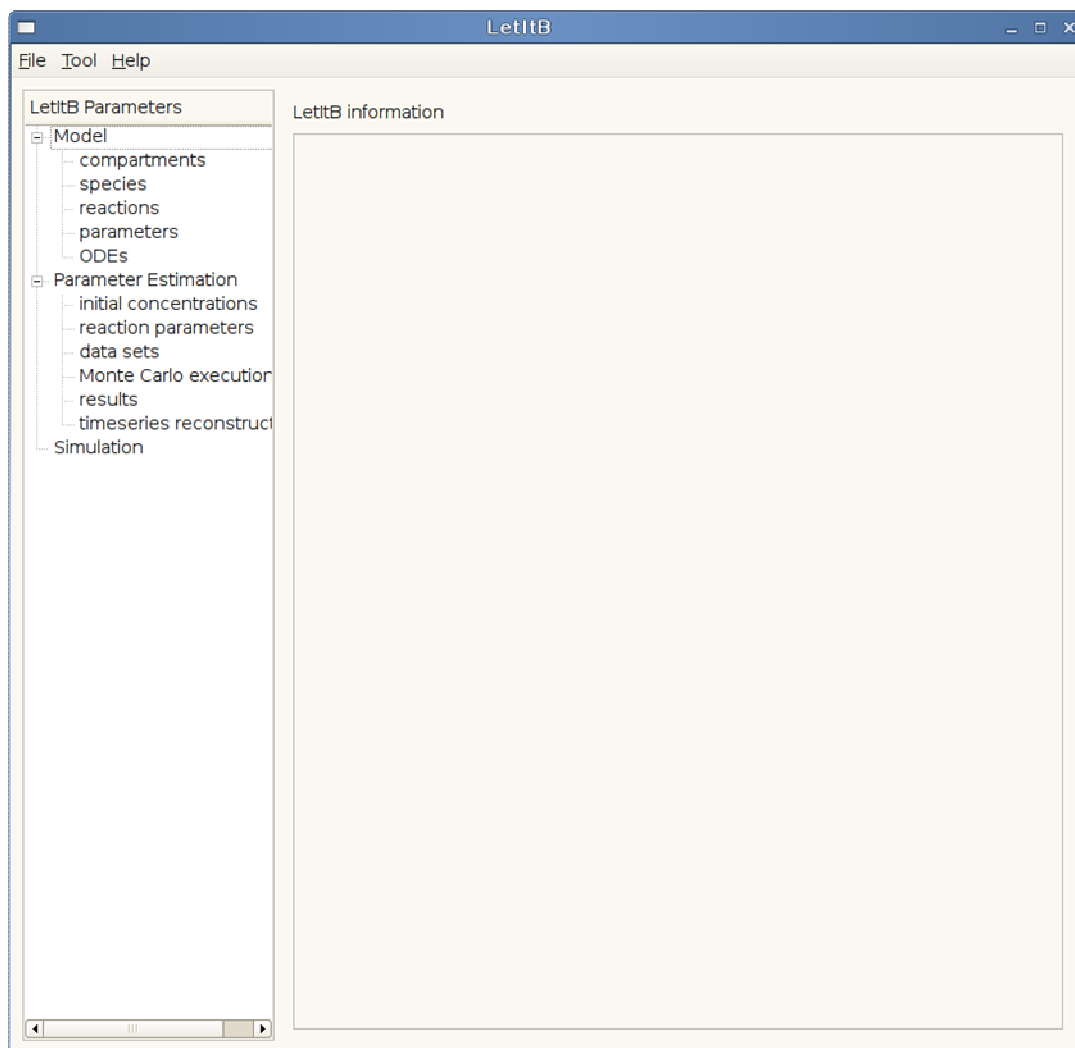 LetItB
File Tool Help
LetItB Parameters
LetItB information
Model
compartments
species
reactions
parameters
ODEs
Parameter Estimation
initial concentrations
reaction parameters
data sets
Monte Carlo execution
results
timeseries reconstruct
Simulation